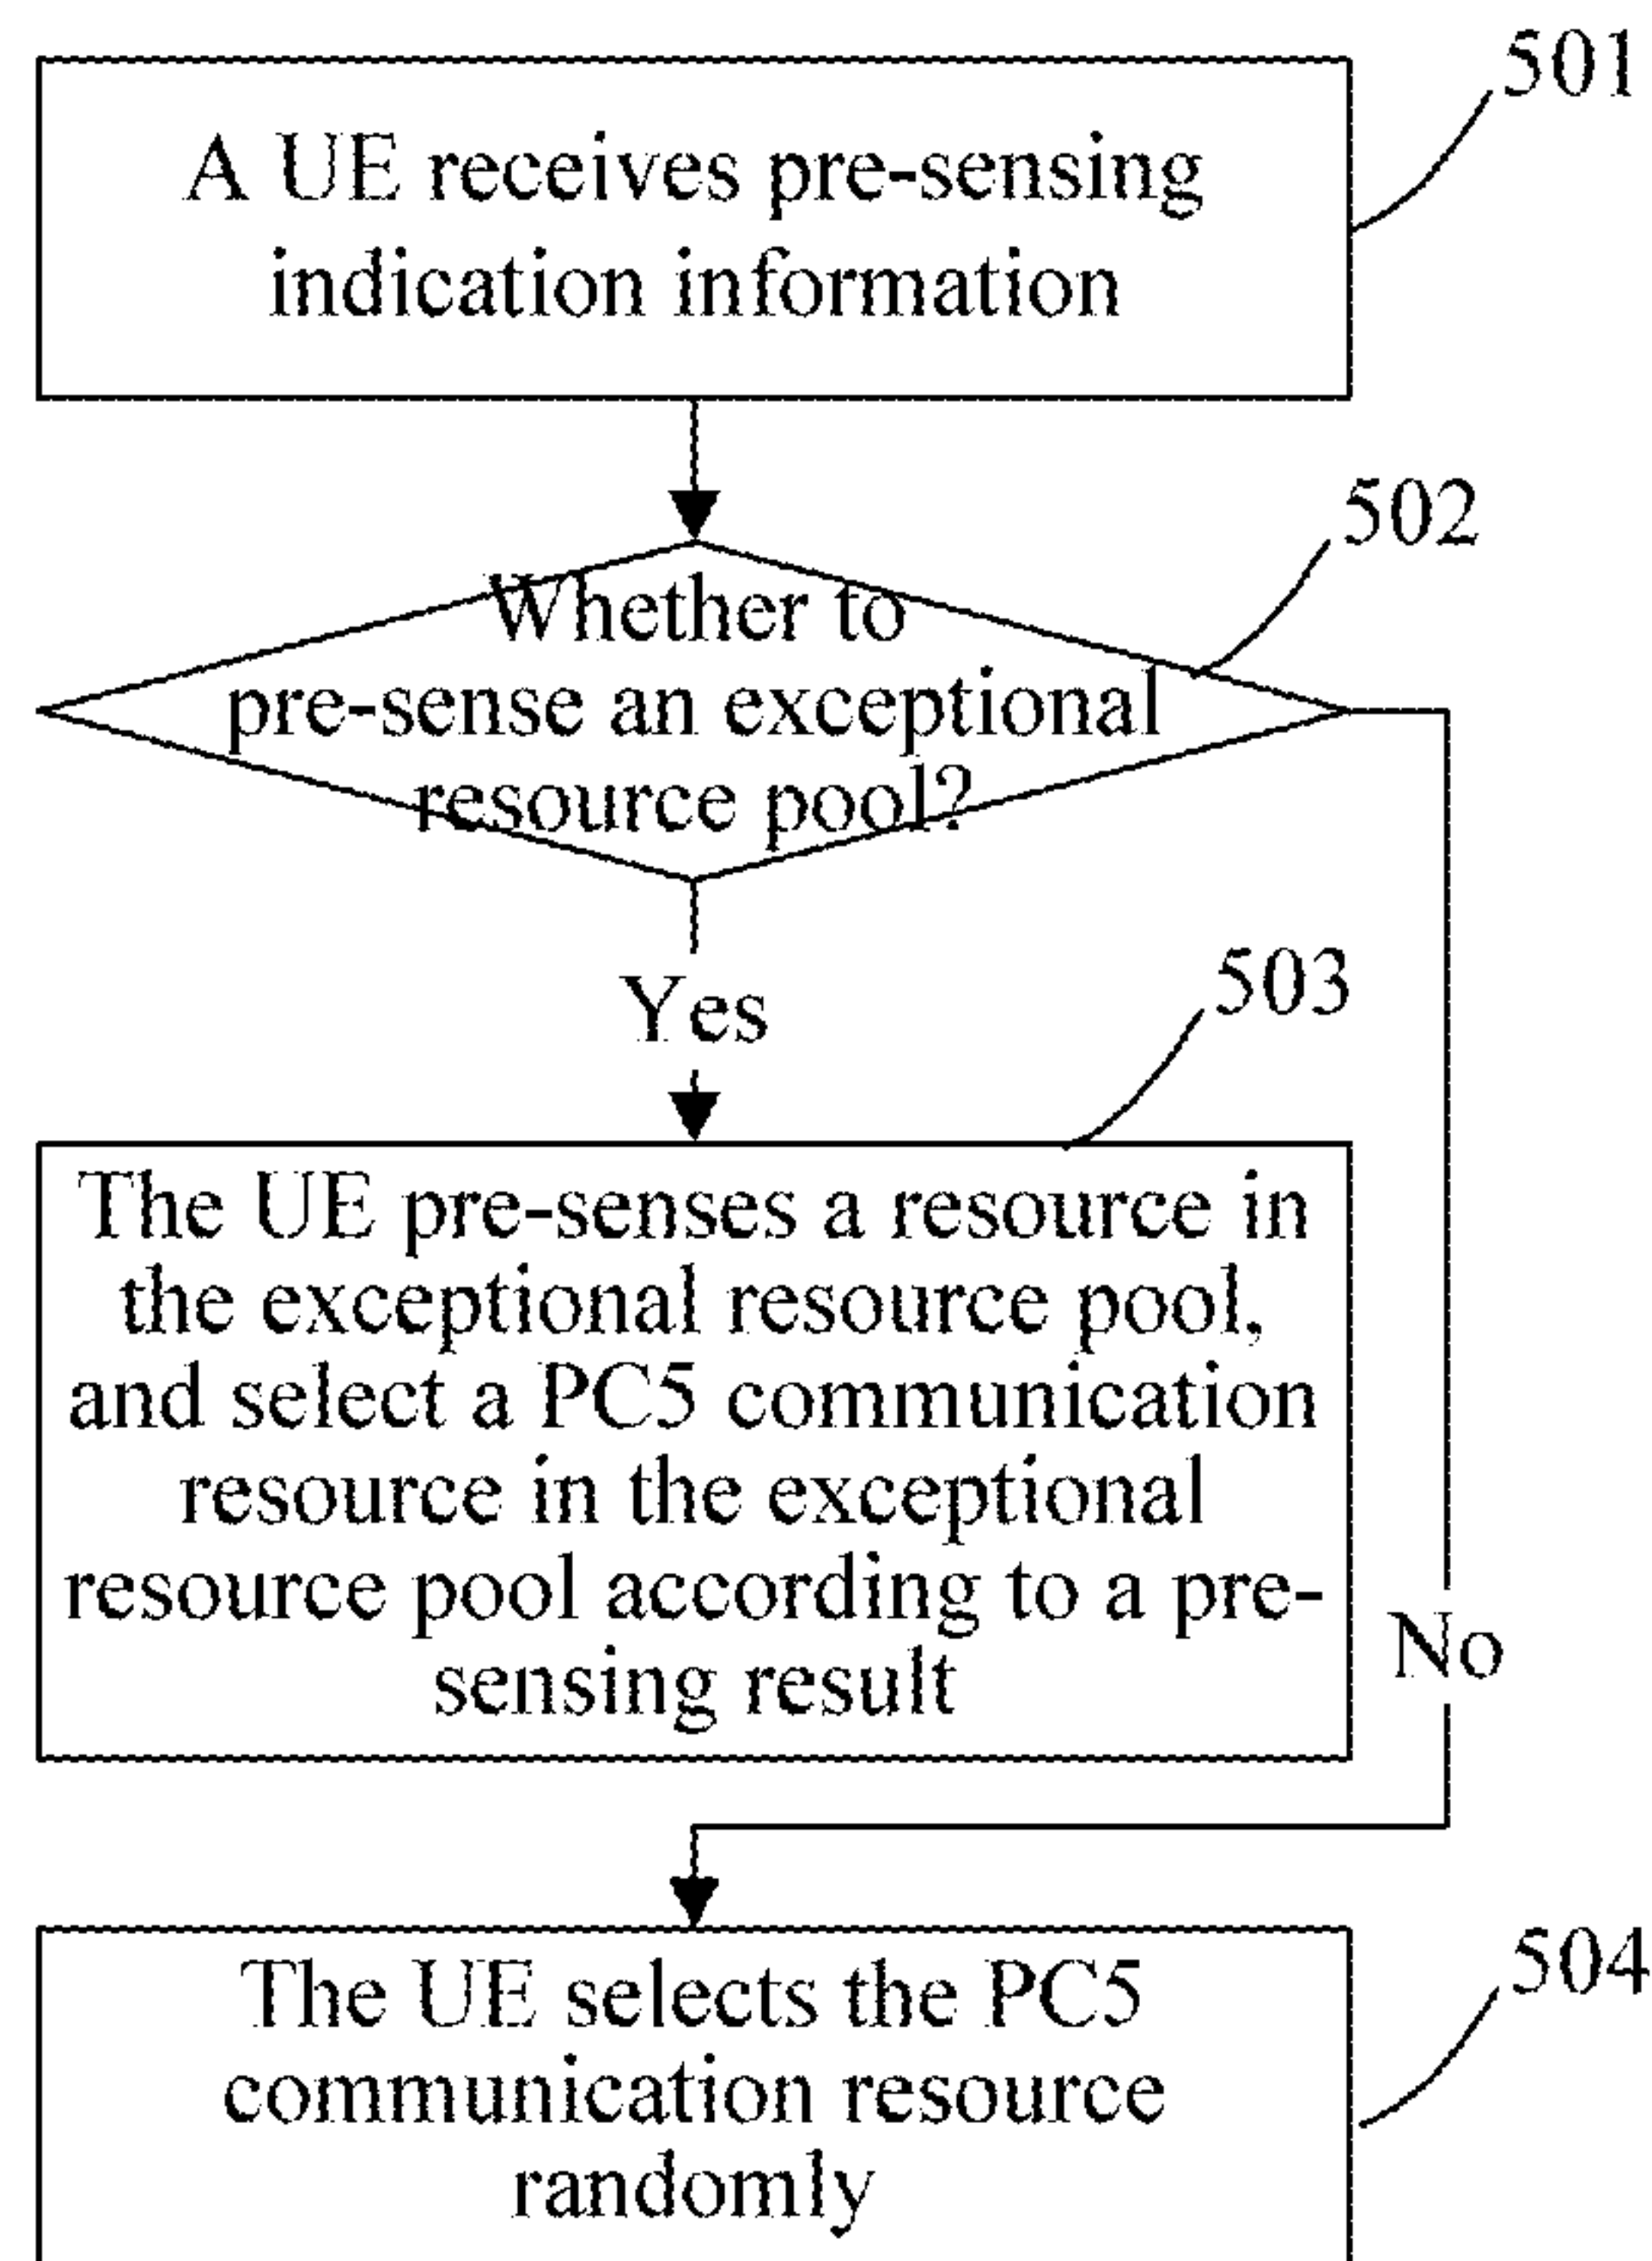 501
A UE receives pre-sensing
indication information
502
Whether to
pre-sense an exceptional
resource pool?
Yes
503
The UE pre-senses a resource in
the exceptional resource pool,
and select a PC5 communication
resource in the exceptional
resource pool according to a pre-
sensing result
No
504
The UE selects the PC5
communication resource
randomly